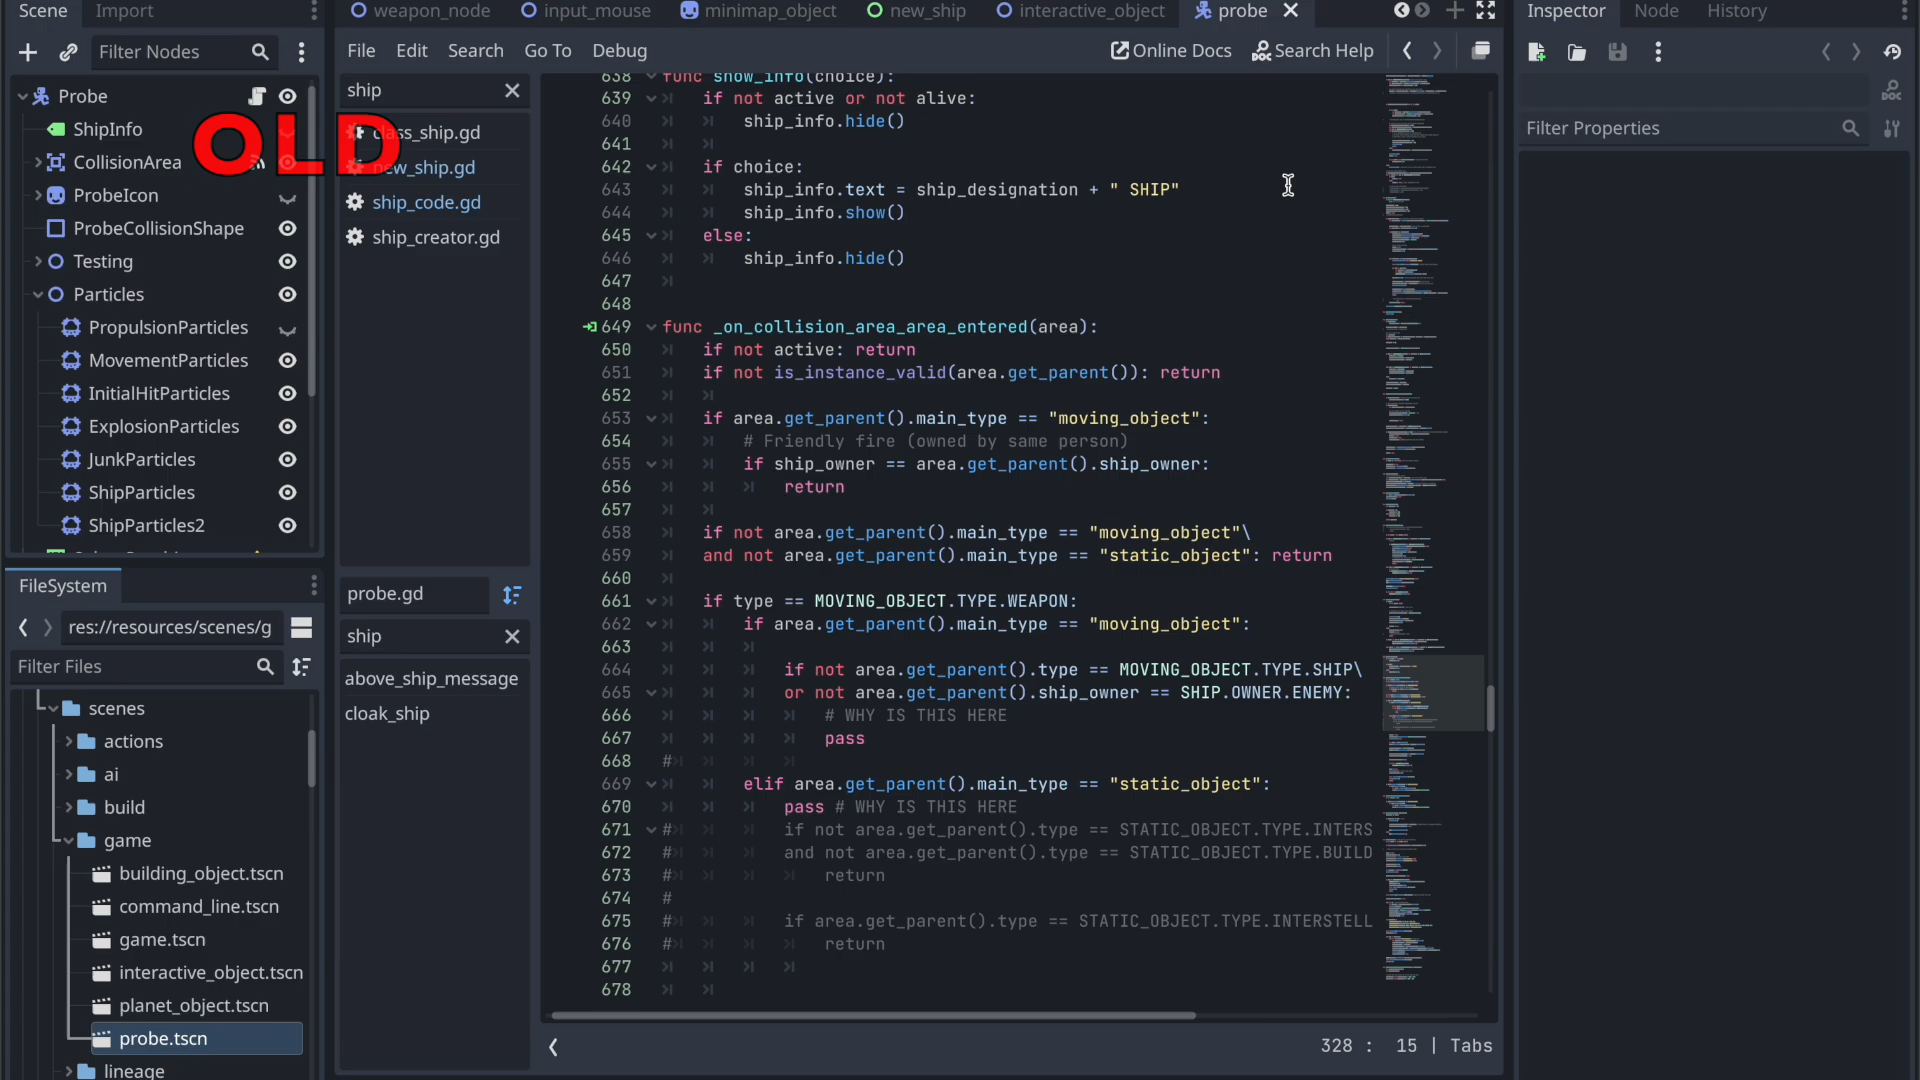 Scene
Import
weapon_node
input_mouse
minimap_object
new_ship
interactive_object
probe
Inspector
Node
History
Filter Nodes
File
Edit
Search
Go To
Debug
Online Docs
Search Help
Probe
ShipInfo
CollisionArea
ProbeIcon
ProbeCollisionShape
Testing
Particles
PropulsionParticles
MovementParticles
InitialHitParticles
ExplosionParticles
JunkParticles
ShipParticles
ShipParticles2
OLD
FileSystem
res://resources/scenes/g
Filter Files
scenes
actions
ai
build
game
building_object.tscn
command_line.tscn
game.tscn
interactive_object.tscn
planet_object.tscn
probe.tscn
lineage
ship
class_ship.gd
new_ship.gd
ship_code.gd
ship_creator.gd
probe.gd
ship
above_ship_message
cloak_ship
638 func show_info(choice):
639 if not active or not alive:
640 ship_info.hide()
641
642 if choice:
643 ship_info.text = ship_designation + " SHIP"
644 ship_info.show()
645 else:
646 ship_info.hide()
647
648
649 func _on_collision_area_area_entered(area):
650 if not active: return
651 if not is_instance_valid(area.get_parent()): return
652
653 if area.get_parent().main_type == "moving_object":
654 # Friendly fire (owned by same person)
655 if ship_owner == area.get_parent().ship_owner:
656 return
657
658 if not area.get_parent().main_type == "moving_object"\
659 and not area.get_parent().main_type == "static_object": return
660
661 if type == MOVING_OBJECT.TYPE.WEAPON:
662 if area.get_parent().main_type == "moving_object":
663
664 if not area.get_parent().type == MOVING_OBJECT.TYPE.SHIP\
665 or not area.get_parent().ship_owner == SHIP.OWNER.ENEMY:
666 # WHY IS THIS HERE
667 pass
668 #
669 elif area.get_parent().main_type == "static_object":
670 pass # WHY IS THIS HERE
671 # if not area.get_parent().type == STATIC_OBJECT.TYPE.INTERS
672 # and not area.get_parent().type == STATIC_OBJECT.TYPE.BUILD
673 # return
674 #
675 # if area.get_parent().type == STATIC_OBJECT.TYPE.INTERSTELL
676 # return
677
678
328 : 15 | Tabs
Filter Properties
DOC